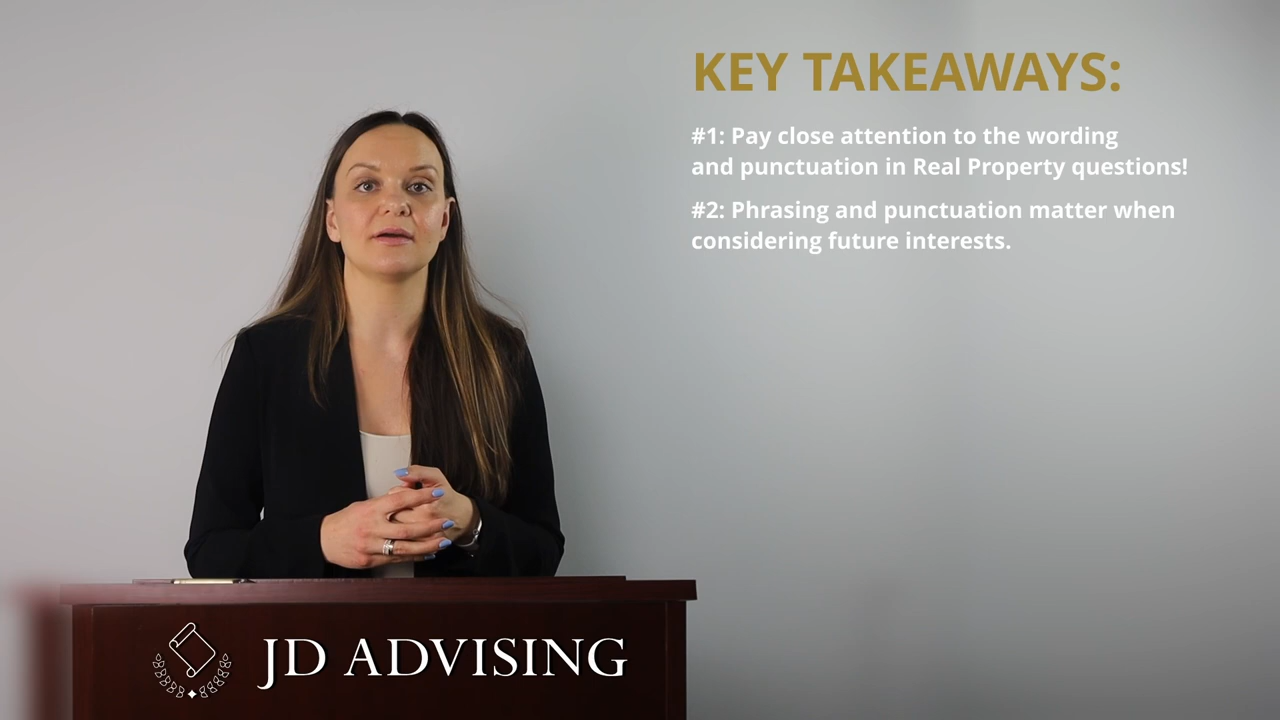 KEY TAKEAWAYS:
#1: Pay close attention to the wording
and punctuation in Real Property questions!
#2: Phrasing and punctuation matter when
considering future interests.
JD ADVISING